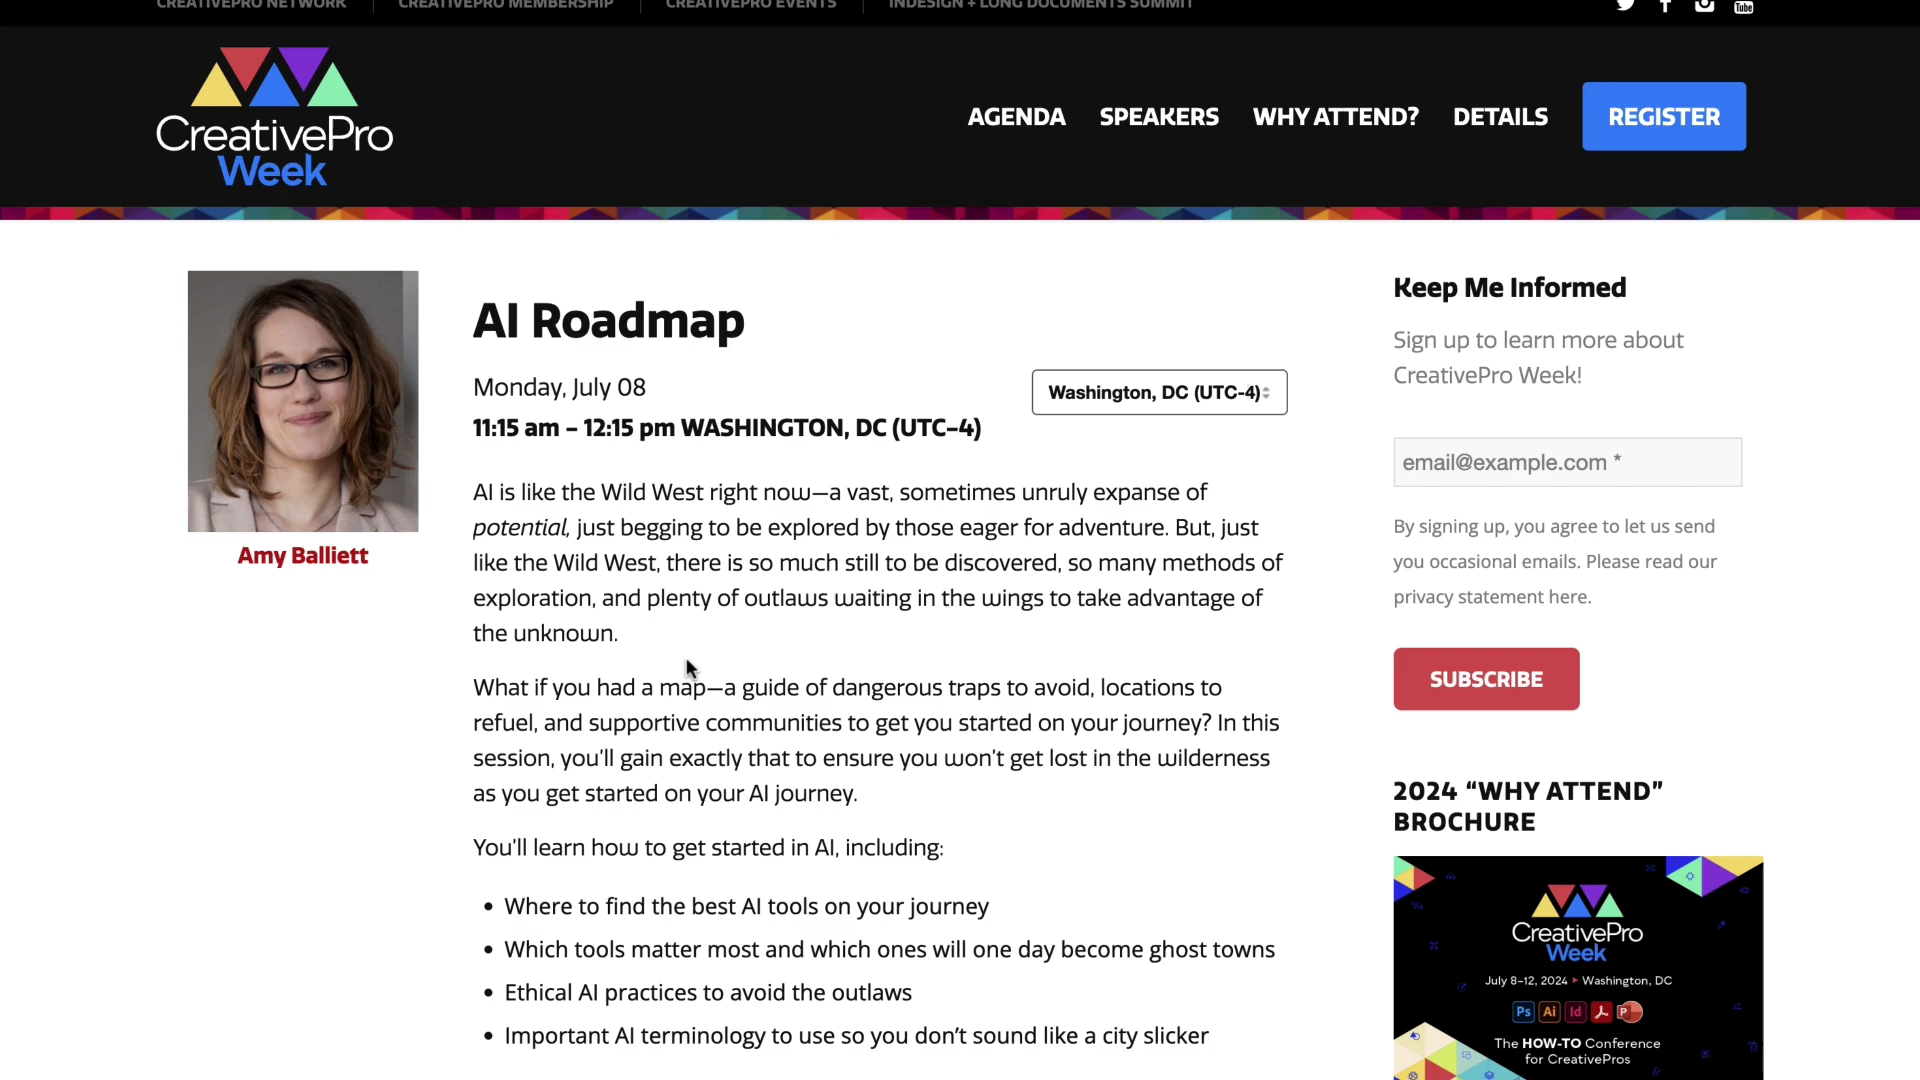 CREATIVEPRO NETWORK
CREATIVEPRO MEMBERSHIP
CREATIVEPRO EVENTS
INDESIGN + LONG DOCUMENTS SUMMIT
You
Tube
CreativePro
Week
AGENDA
SPEAKERS
WHY ATTEND?
DETAILS
REGISTER
Amy Balliett
AI Roadmap
Monday, July 08
11:15 am – 12:15 pm WASHINGTON, DC (UTC-4)
Washington, DC (UTC-4)
AI is like the Wild West right now—a vast, sometimes unruly expanse of
potential, just begging to be explored by those eager for adventure. But, just
like the Wild West, there is so much still to be discovered, so many methods of
exploration, and plenty of outlaws waiting in the wings to take advantage of
the unknown.
What if you had a map—a guide of dangerous traps to avoid, locations to
refuel, and supportive communities to get you started on your journey? In this
session, you’ll gain exactly that to ensure you won’t get lost in the wilderness
as you get started on your AI journey.
You’ll learn how to get started in AI, including:
• Where to find the best AI tools on your journey
• Which tools matter most and which ones will one day become ghost towns
• Ethical AI practices to avoid the outlaws
• Important AI terminology to use so you don’t sound like a city slicker
Keep Me Informed
Sign up to learn more about
CreativePro Week!
email@example.com *
By signing up, you agree to let us send
you occasional emails. Please read our
privacy statement here.
SUBSCRIBE
2024 “WHY ATTEND”
BROCHURE
CreativePro
Week
July 8–12, 2024 ▸ Washington, DC
Ps Ai Id P
The HOW-TO Conference
for CreativePros